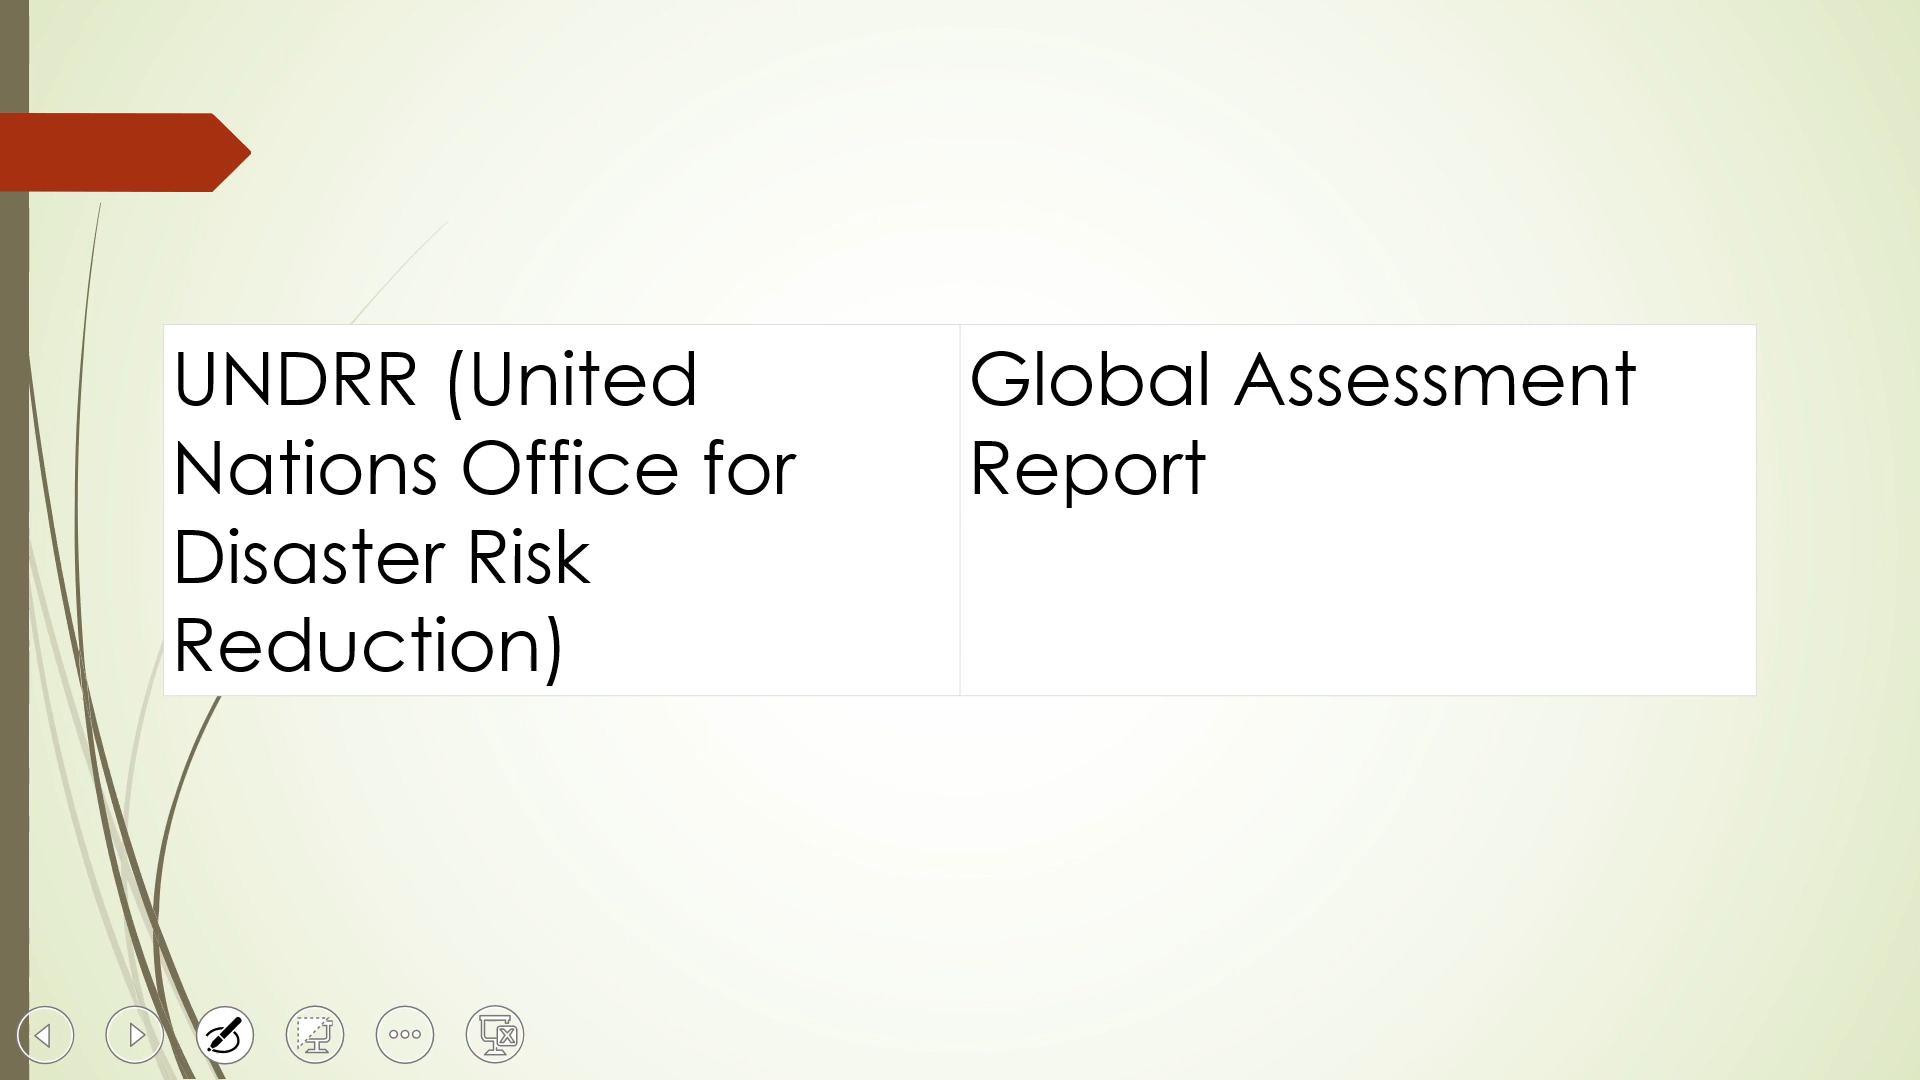 UNDRR (United
Nations Office for
Disaster Risk
Reduction)
Global Assessment
Report